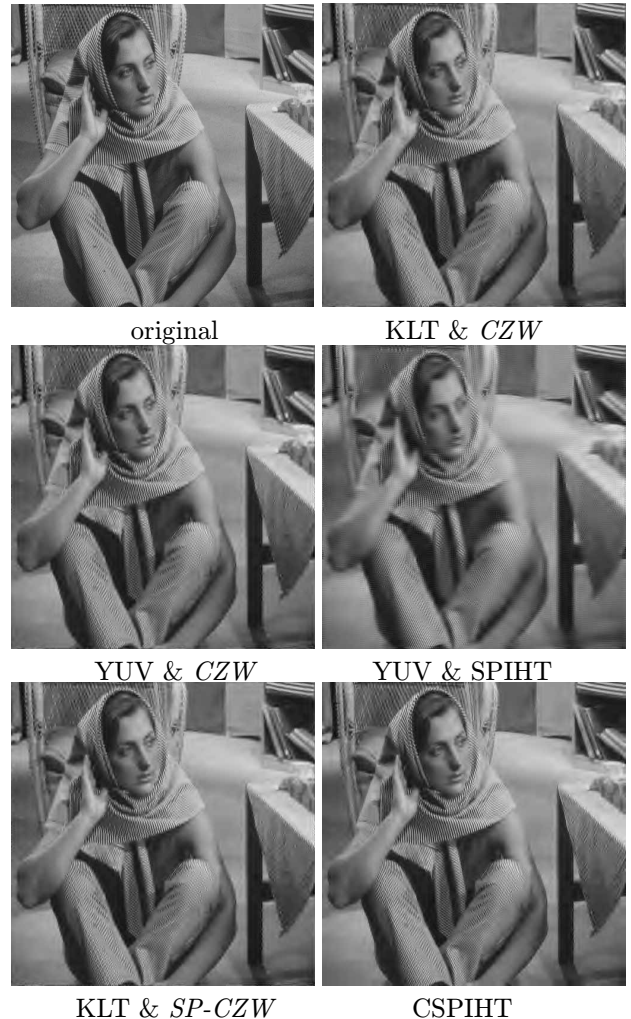 original
KLT & CZW
YUV & CZW
YUV & SPIHT
KLT & SP-CZW
CSPIHT